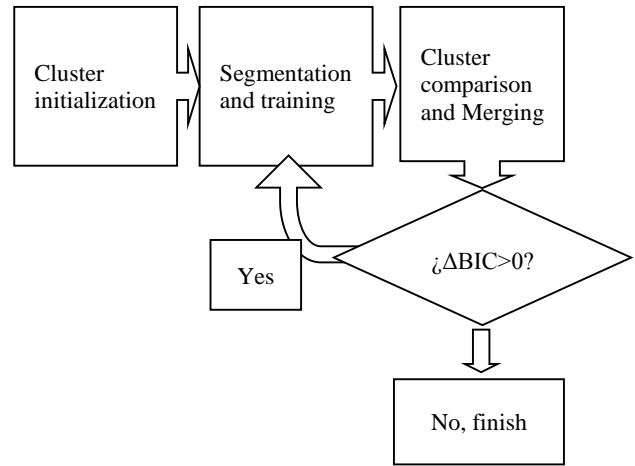 Cluster
initialization
Segmentation
and training
Cluster
comparison
and Merging
¿ΔBIC>0?
Yes
No, finish